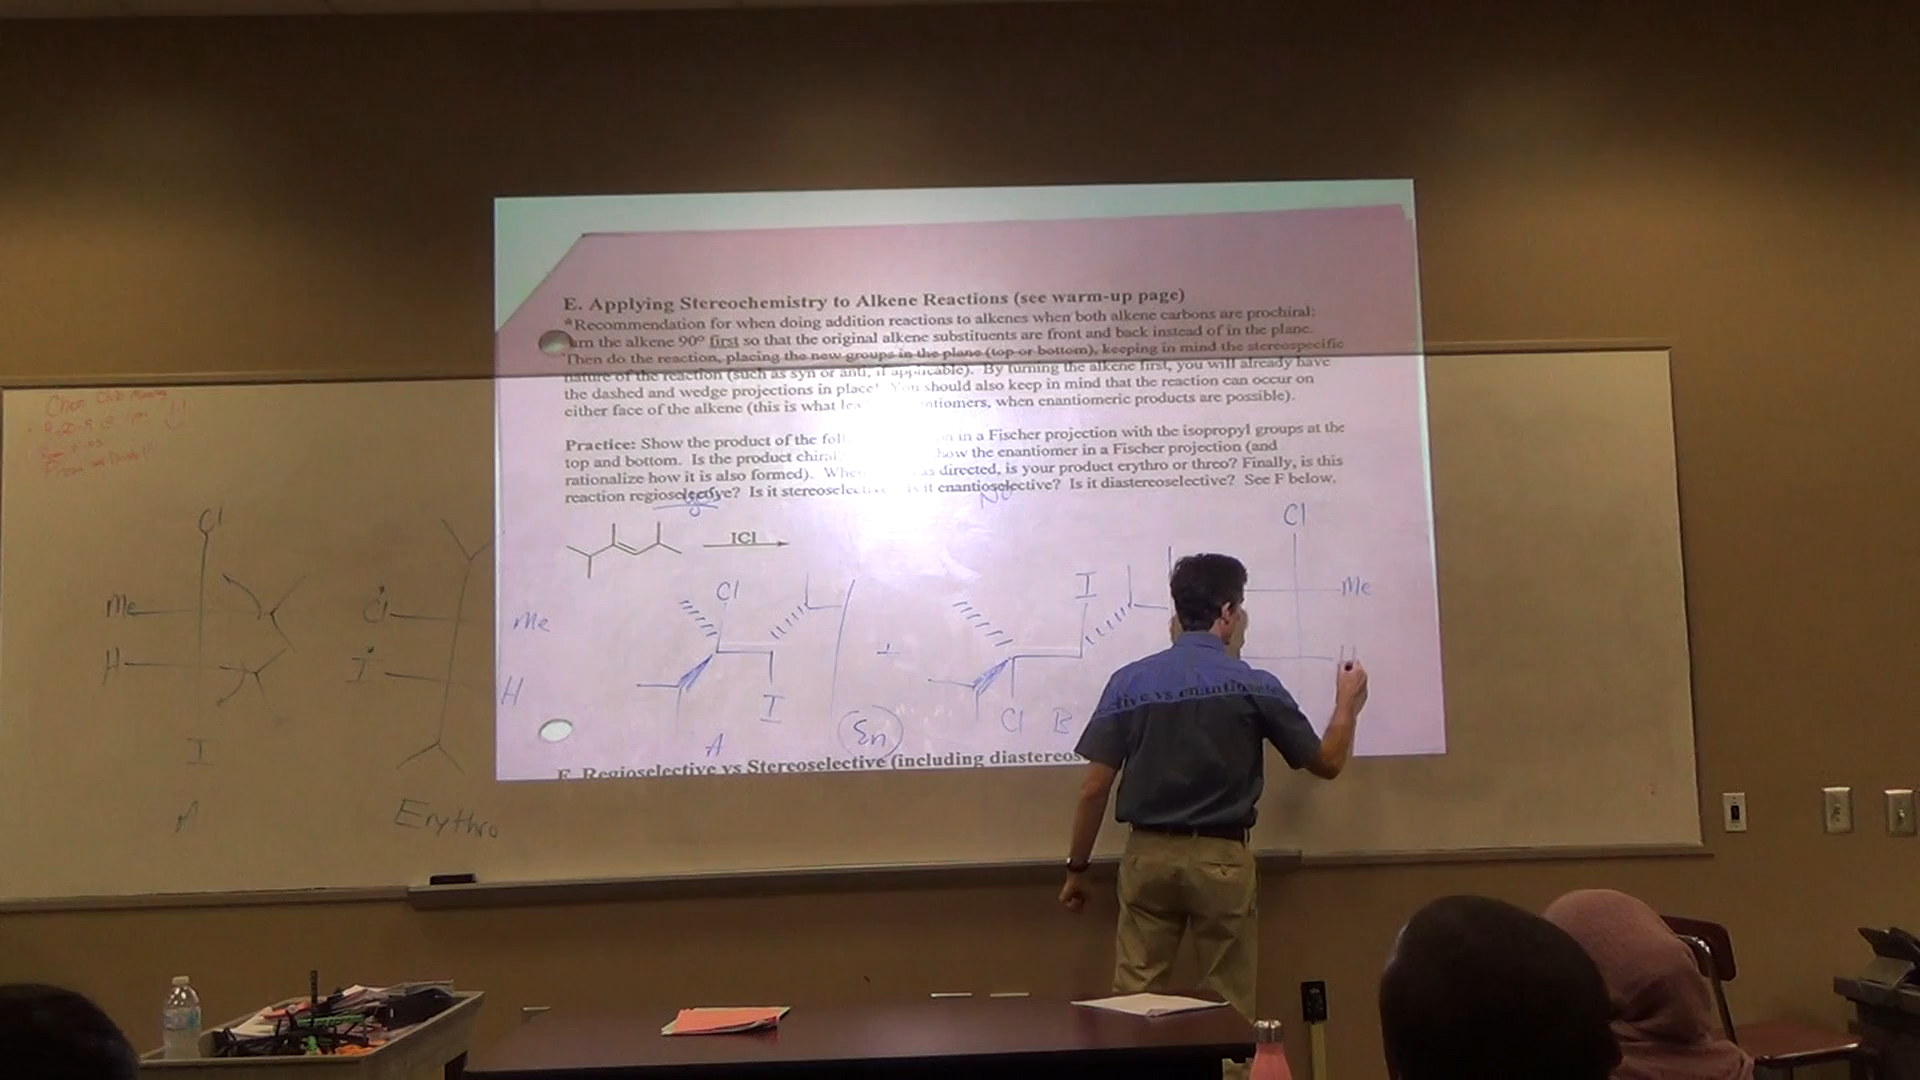 E. Applying Stereochemistry to Alkene Reactions (see warm-up page)
*Recommendation for when doing addition reactions to alkenes when both alkene carbons are prochiral:
the alkene 90° first so that the original alkene substituents are front and back instead of in the plane.
Then do the reaction, placing the new groups in the plane (top or bottom), keeping in mind the stereospecific
nature of the reaction (such as syn or anti, if applicable). By turning the alkene first, you will already have
the dashed and wedge projections in place! You should also keep in mind that the reaction can occur on
either face of the alkene (this is what enantiomers, when enantiomeric products are possible).
Practice: Show the product of the in a Fischer projection with the isopropyl groups at the
top and bottom. Is the product chiral the enantiomer in a Fischer projection (and
rationalize how it is also formed). as directed, is your product erythro or threo? Finally, is this
reaction regioselective? Is it stereoselective it enantioselective? Is it diastereoselective? See F below.
yes
No
ICl
Cl
Me
H
I
A
Cl
I
Me
H
Erythro
Cl
I
A
En
+
I
Cl
B
Cl
Me
H
F. Regioselective vs Stereoselective (including